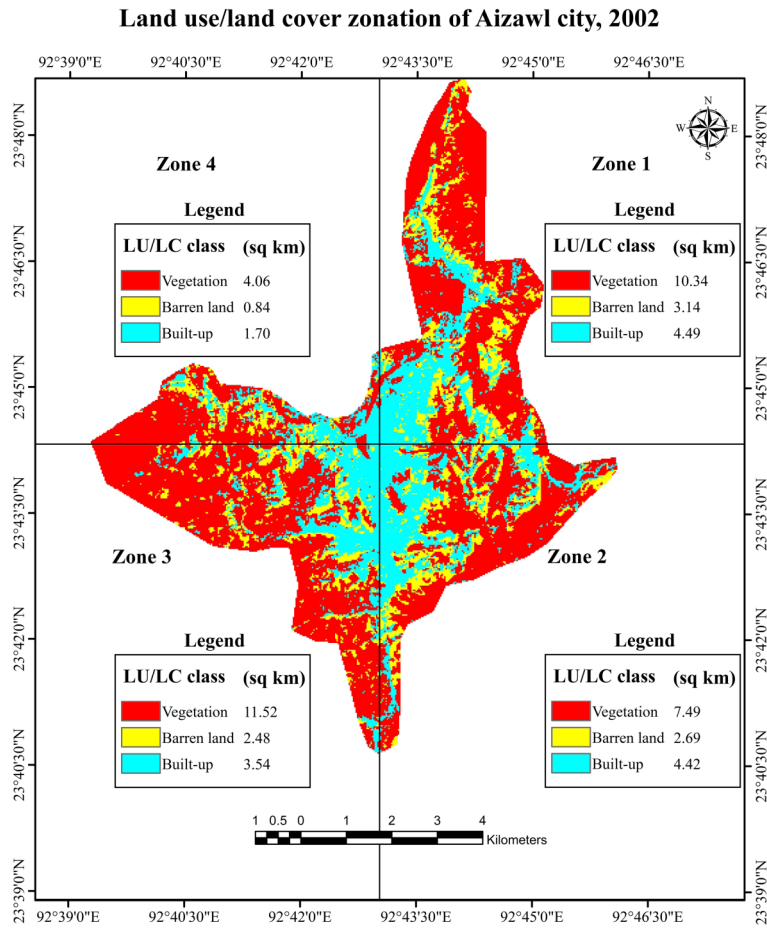 Land use/land cover zonation of Aizawl city, 2002
92°39'0"E 92°40'30"E 92°42'0"E 92°43'30"E 92°45'0"E 92°46'30"E
N
W E
S
Zone 4
Zone 1
Legend
LU/LC class (sq km)
Vegetation 4.06
Barren land 0.84
Built-up 1.70
Legend
LU/LC class (sq km)
Vegetation 10.34
Barren land 3.14
Built-up 4.49
Zone 3
Zone 2
Legend
LU/LC class (sq km)
Vegetation 11.52
Barren land 2.48
Built-up 3.54
Legend
LU/LC class (sq km)
Vegetation 7.49
Barren land 2.69
Built-up 4.42
1 0.5 0 1 2 3 4
Kilometers
23°48'0"N
23°46'30"N
23°45'0"N
23°43'30"N
23°42'0"N
23°40'30"N
23°39'0"N
23°48'0"N
23°46'30"N
23°45'0"N
23°43'30"N
23°42'0"N
23°40'30"N
23°39'0"N
92°39'0"E 92°40'30"E 92°42'0"E 92°43'30"E 92°45'0"E 92°46'30"E